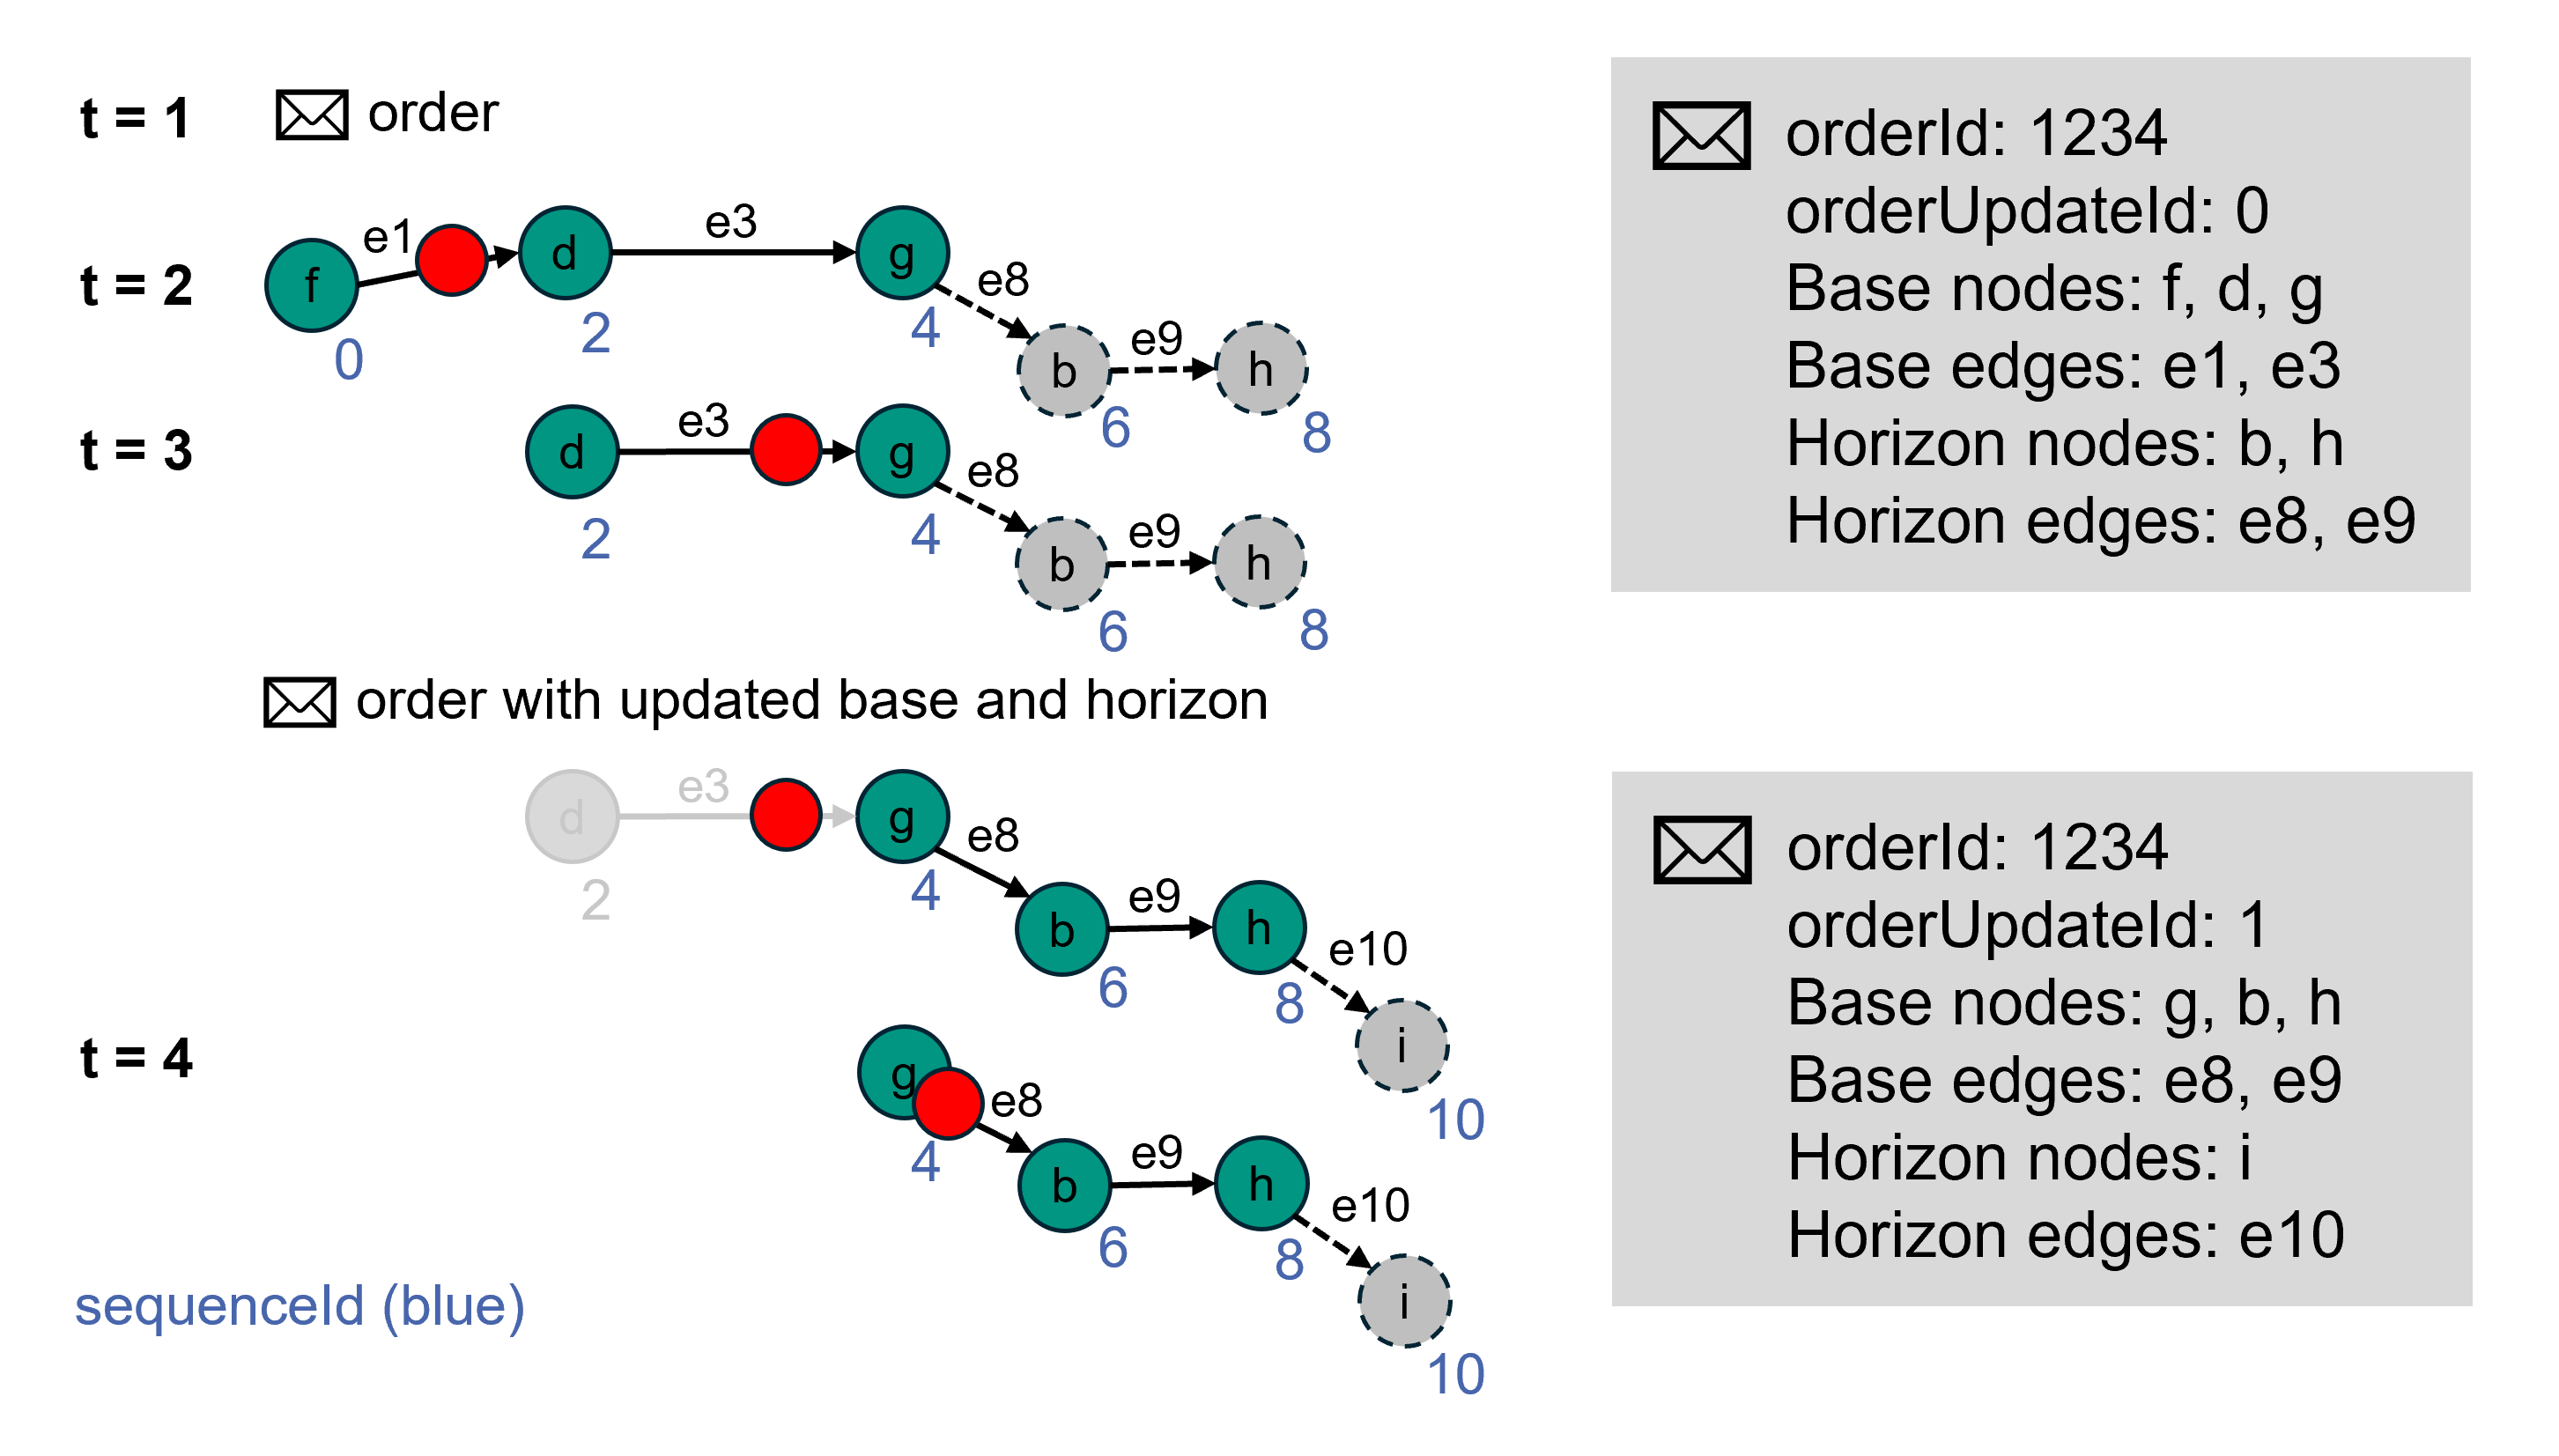 t = 1
order
orderId: 1234
orderUpdateId: 0
Base nodes: f, d, g
Base edges: e1, e3
Horizon nodes: b, h
Horizon edges: e8, e9
t = 2
f
e1
d
e3
g
e8
b
e9
h
0
2
4
6
8
t = 3
d
e3
g
e8
b
e9
h
2
4
6
8
order with updated base and horizon
d
e3
g
e8
b
e9
h
e10
i
2
4
6
8
10
orderId: 1234
orderUpdateId: 1
Base nodes: g, b, h
Base edges: e8, e9
Horizon nodes: i
Horizon edges: e10
t = 4
g
e8
b
e9
h
e10
i
4
6
8
10
sequenceId (blue)